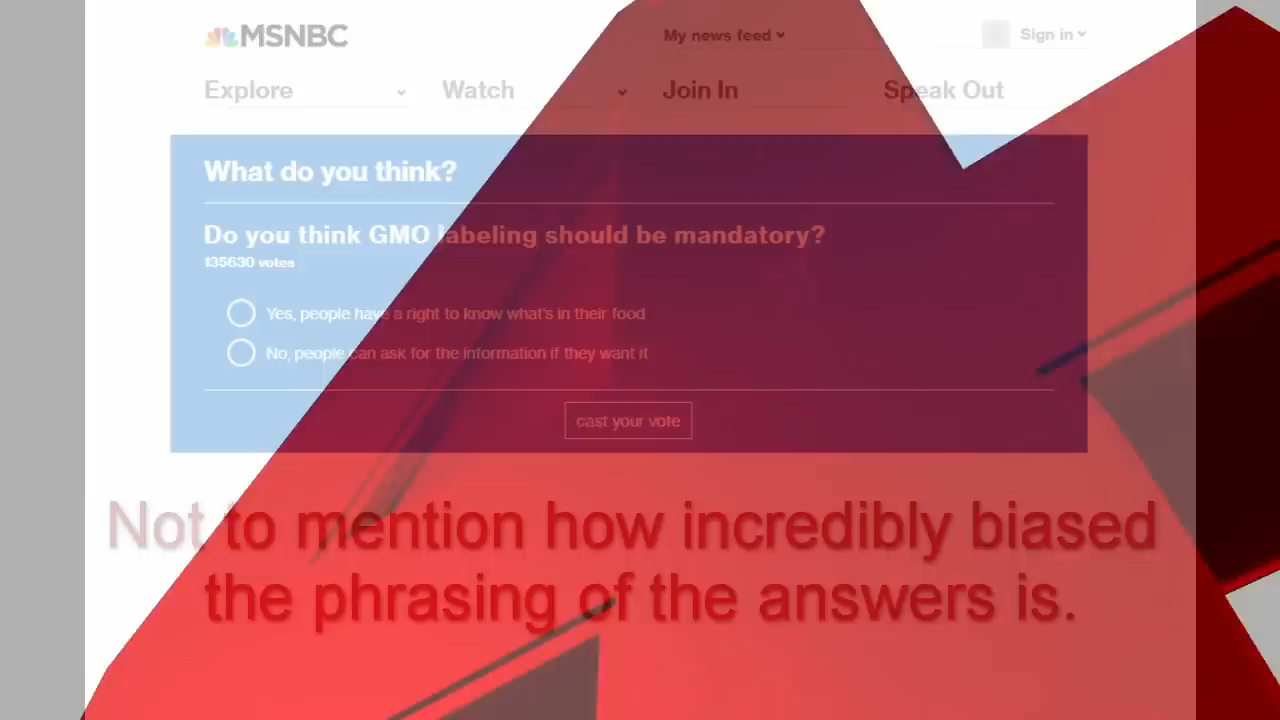 MSNBC
My news feed
Sign in
Explore
Watch
Join In
Speak Out
What do you think?
Do you think GMO labeling should be mandatory?
135630 votes
Yes, people have a right to know what's in their food
No, people can ask for the information if they want it
cast your vote
Not to mention how incredibly biased
the phrasing of the answers is.